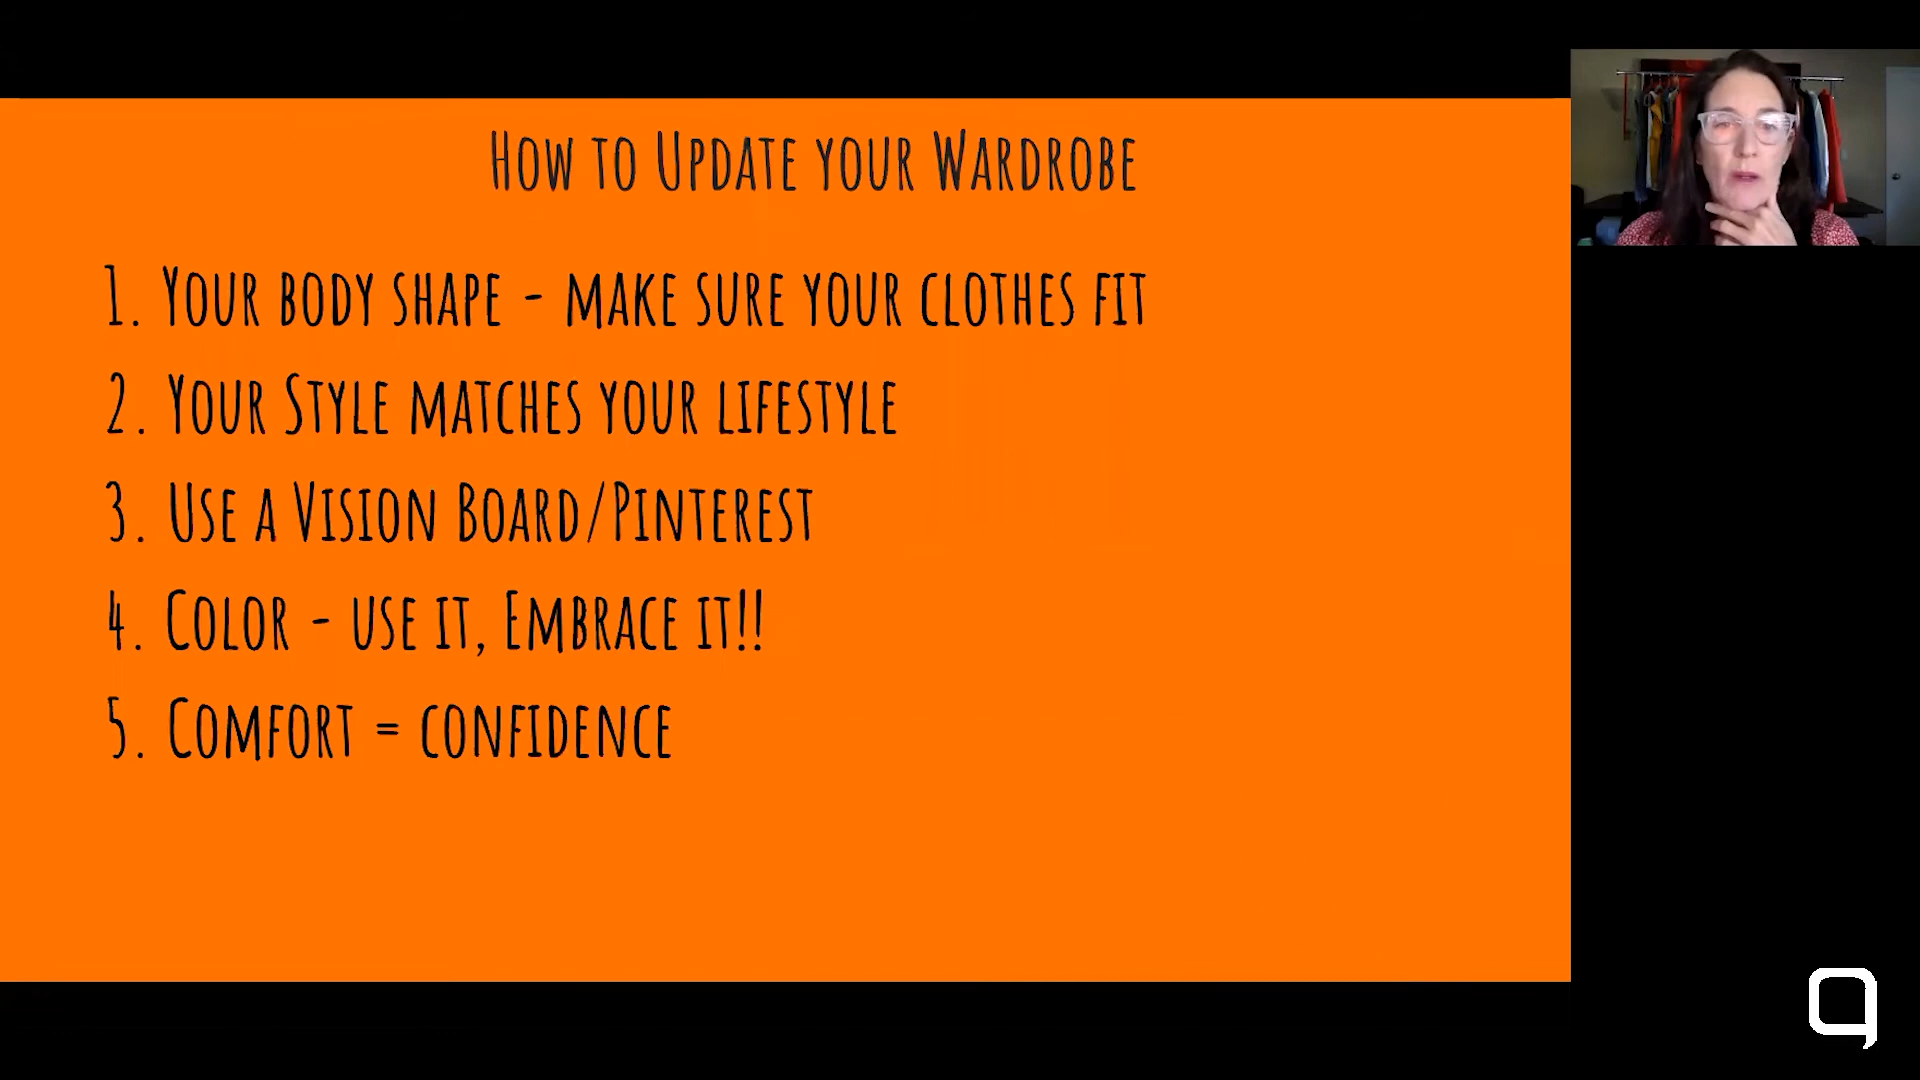 How to Update your Wardrobe
1. Your body shape - make sure your clothes fit
2. Your Style matches your lifestyle
3. Use a Vision Board/Pinterest
4. Color - use it, Embrace it!!
5. Comfort = confidence